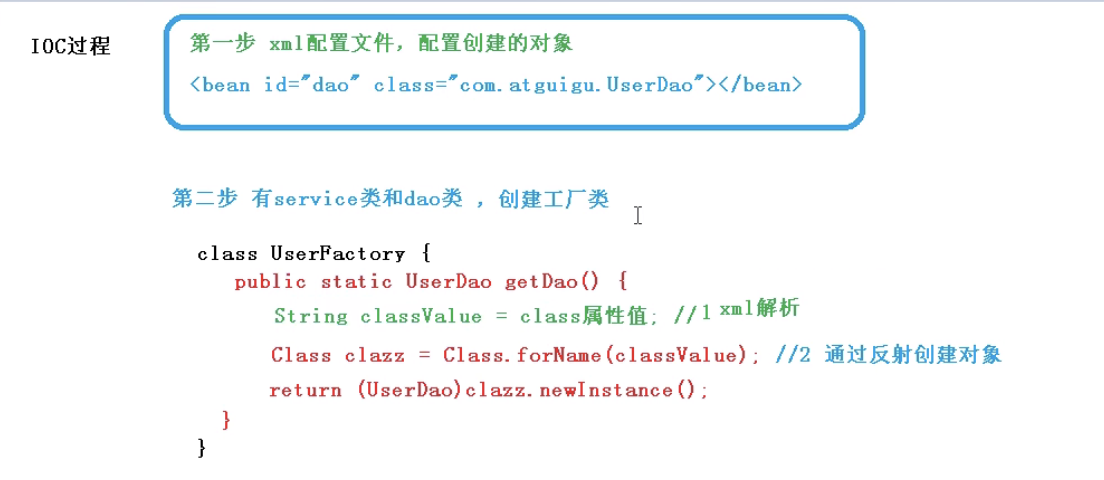 IOC过程
第一步 xml配置文件，配置创建的对象
<bean id="dao" class="com.atguigu.UserDao"></bean>
第二步 有service类和dao类 ，创建工厂类
class UserFactory {
public static UserDao getDao() {
String classValue = class属性值; //1 xml解析
Class clazz = Class.forName(classValue); //2 通过反射创建对象
return (UserDao)clazz.newInstance();
}
}